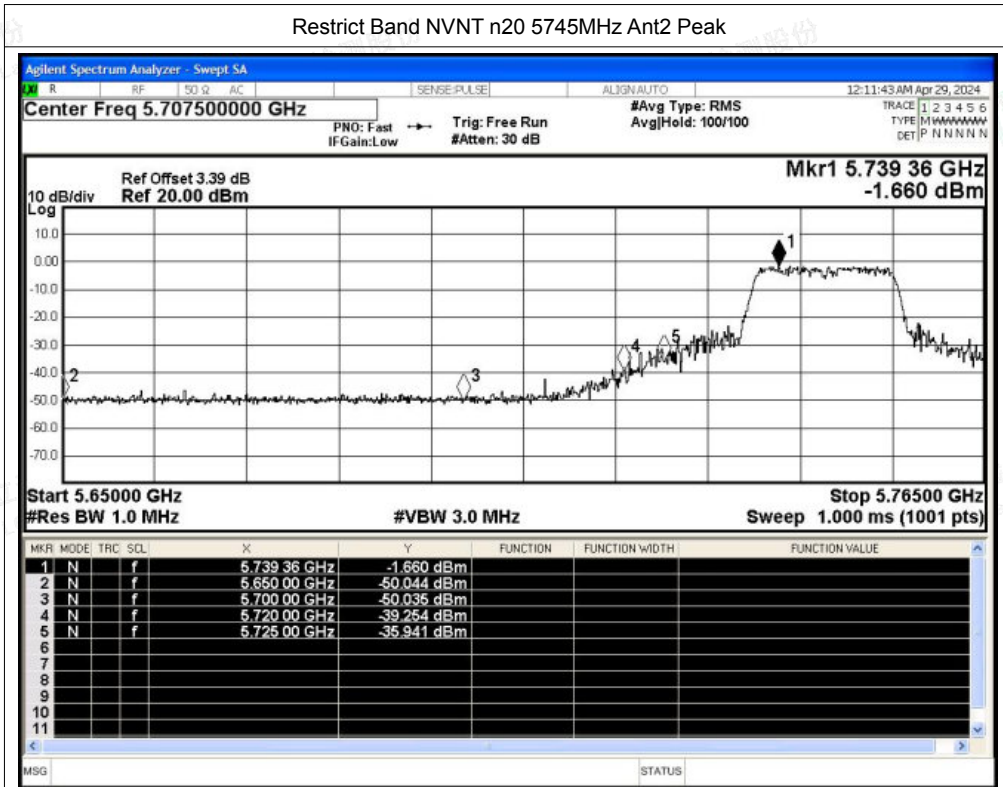 Restrict Band NVNT n20 5745MHz Ant2 Peak
Agilent Spectrum Analyzer - Swept SA
LXI R RF 50 Ω AC SENSE:PULSE ALIGNAUTO 12:11:43 AM Apr 29, 2024
Center Freq 5.707500000 GHz #Avg Type: RMS TRACE 1 2 3 4 5 6
PNO: Fast Trig: Free Run Avg|Hold: 100/100 TYPE M WWWWW
IFGain:Low #Atten: 30 dB DET P N N N N N
Mkr1 5.739 36 GHz
Ref Offset 3.39 dB
10 dB/div Ref 20.00 dBm -1.660 dBm
Log
10.0
1
0.00
-10.0
-20.0
-30.0
4 5
-40.0
2 3
-50.0
-60.0
-70.0
Start 5.65000 GHz Stop 5.76500 GHz
#Res BW 1.0 MHz #VBW 3.0 MHz Sweep 1.000 ms (1001 pts)
MKR MODE TRC SCL X Y FUNCTION FUNCTION WIDTH FUNCTION VALUE
1 N f 5.739 36 GHz -1.660 dBm
2 N f 5.650 00 GHz -50.044 dBm
3 N f 5.700 00 GHz -50.035 dBm
4 N f 5.720 00 GHz -39.254 dBm
5 N f 5.725 00 GHz -35.941 dBm
6
7
8
9
10
11
MSG STATUS